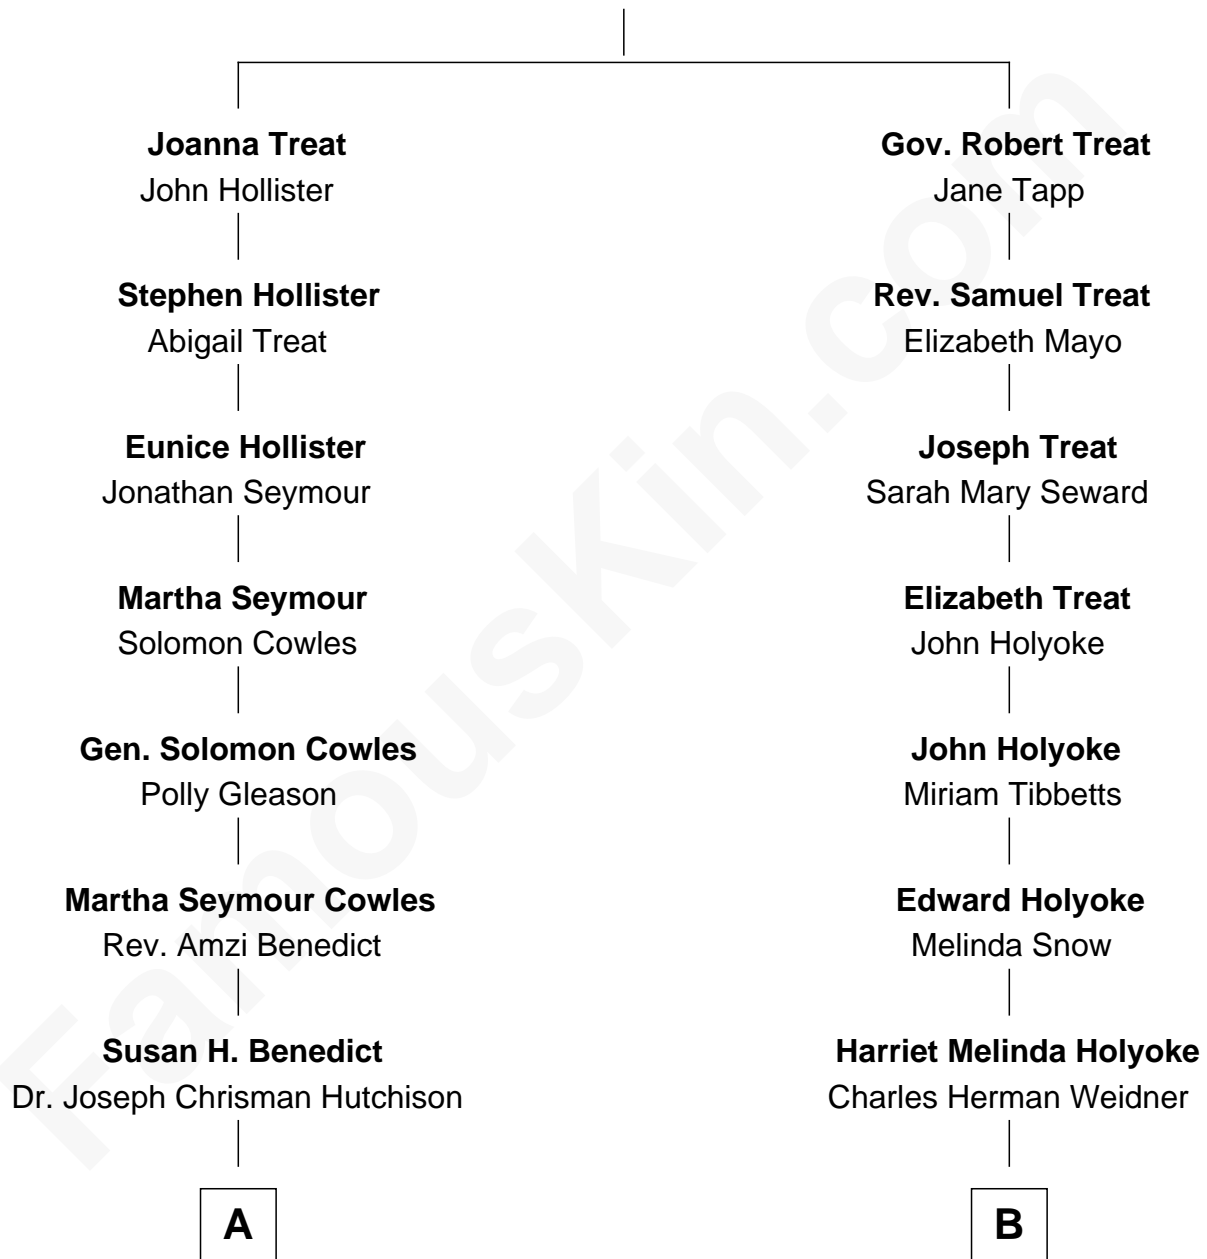 Joanna Treat
John Hollister
Stephen Hollister
Abigail Treat
Eunice Hollister
Jonathan Seymour
Martha Seymour
Solomon Cowles
Gen. Solomon Cowles
Polly Gleason
Martha Seymour Cowles
Rev. Amzi Benedict
Susan H. Benedict
Dr. Joseph Chrisman Hutchison
A
Gov. Robert Treat
Jane Tapp
Rev. Samuel Treat
Elizabeth Mayo
Joseph Treat
Sarah Mary Seward
Elizabeth Treat
John Holyoke
John Holyoke
Miriam Tibbetts
Edward Holyoke
Melinda Snow
Harriet Melinda Holyoke
Charles Herman Weidner
B
FamousKin.com